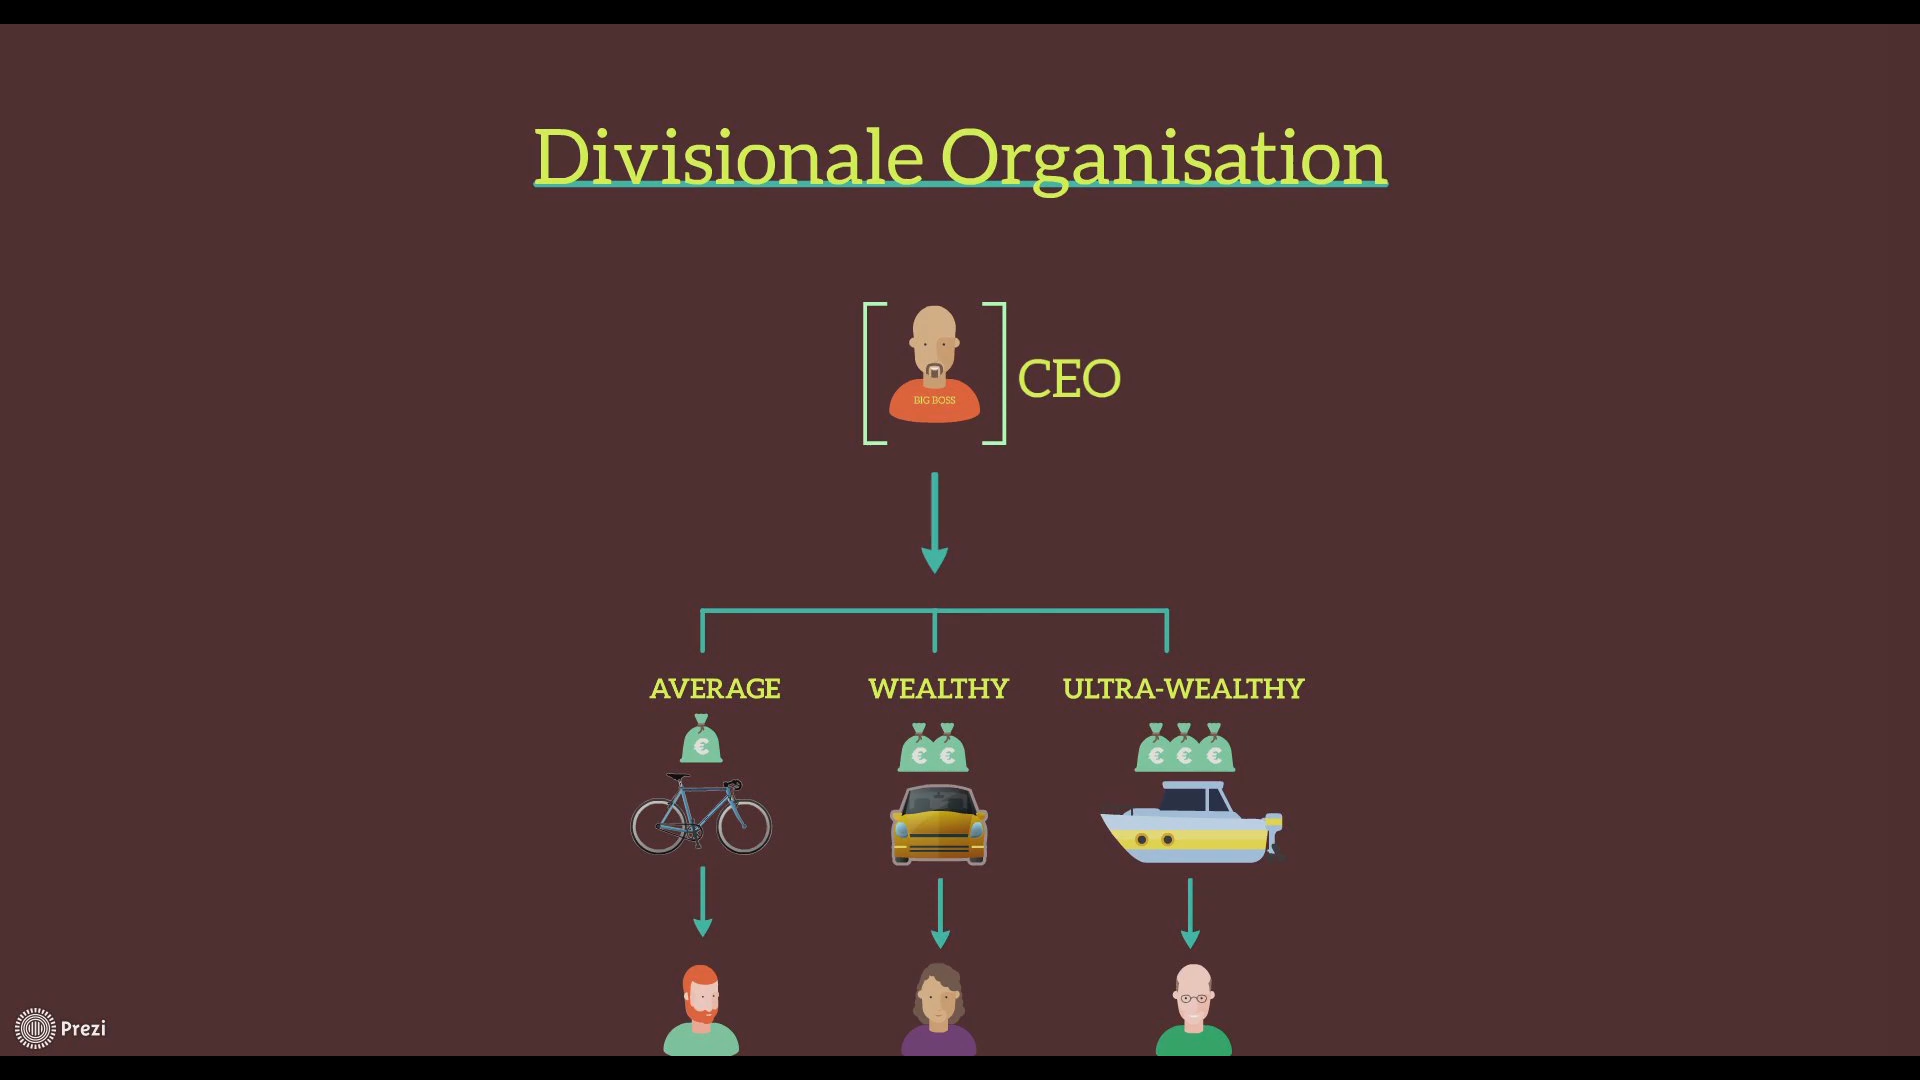 Divisionale Organisation
BIG BOSS
CEO
AVERAGE WEALTHY ULTRA-WEALTHY
€ € € € € €
Prezi